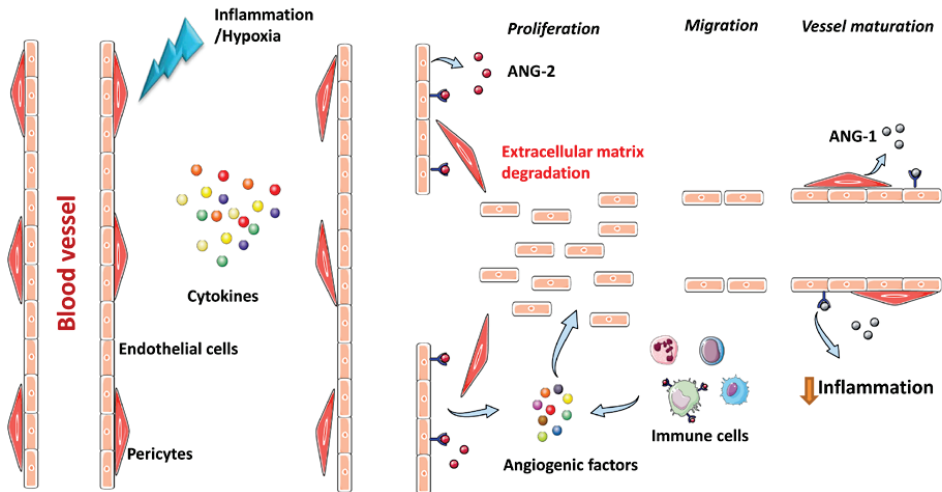 Inflammation
/Hypoxia
Blood vessel
Cytokines
Endothelial cells
Pericytes
Proliferation
Migration
Vessel maturation
ANG-2
Extracellular matrix
degradation
ANG-1
Inflammation
Immune cells
Angiogenic factors